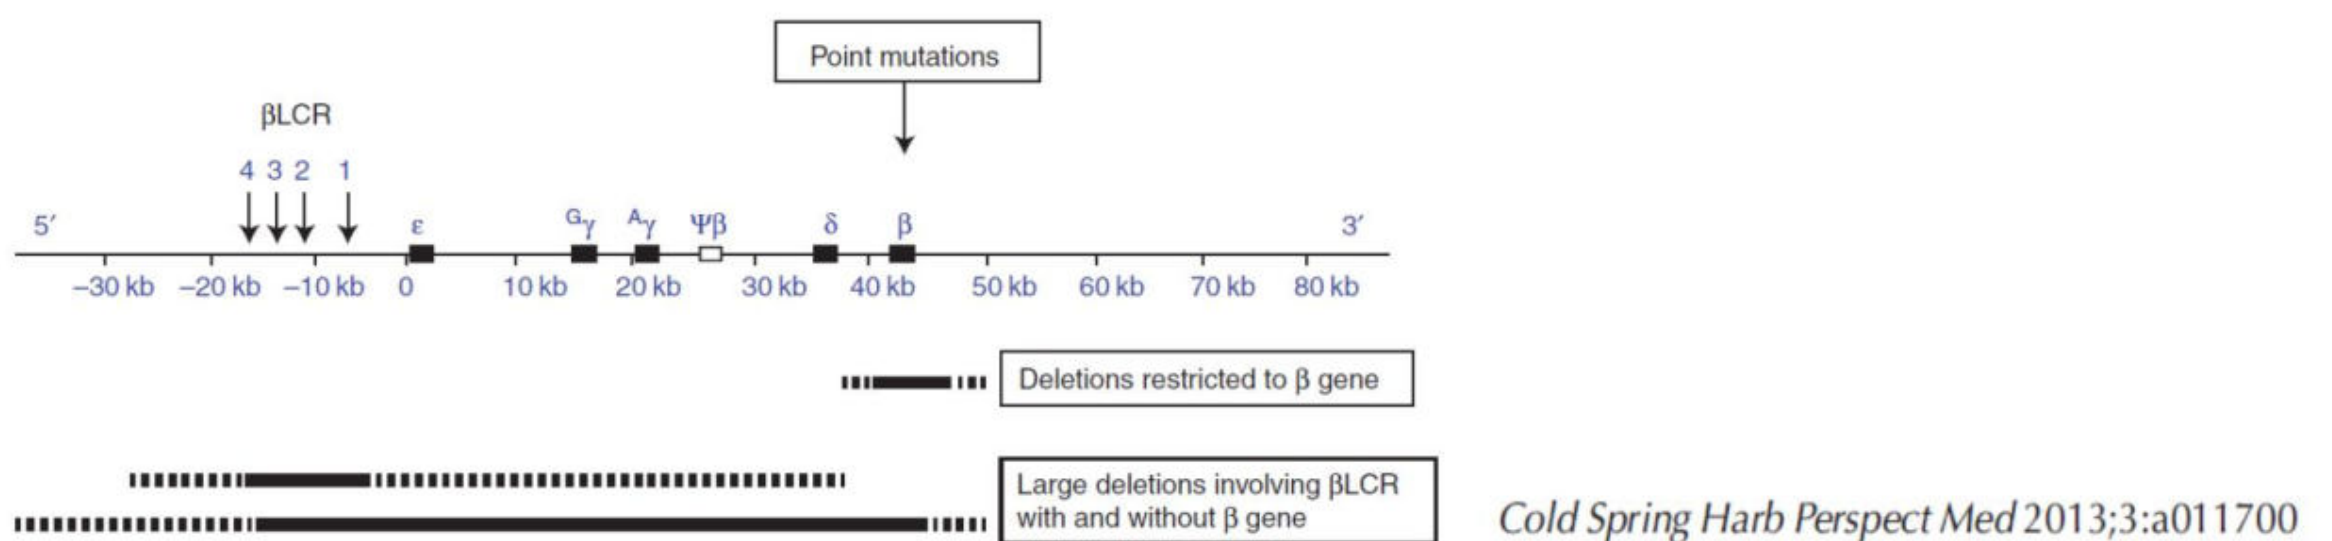 Point mutations
βLCR
4 3 2 1
5′ ε Gγ Aγ Ψβ δ β 3′
–30 kb –20 kb –10 kb 0 10 kb 20 kb 30 kb 40 kb 50 kb 60 kb 70 kb 80 kb
Deletions restricted to β gene
Large deletions involving βLCR
with and without β gene
Cold Spring Harb Perspect Med 2013;3:a011700